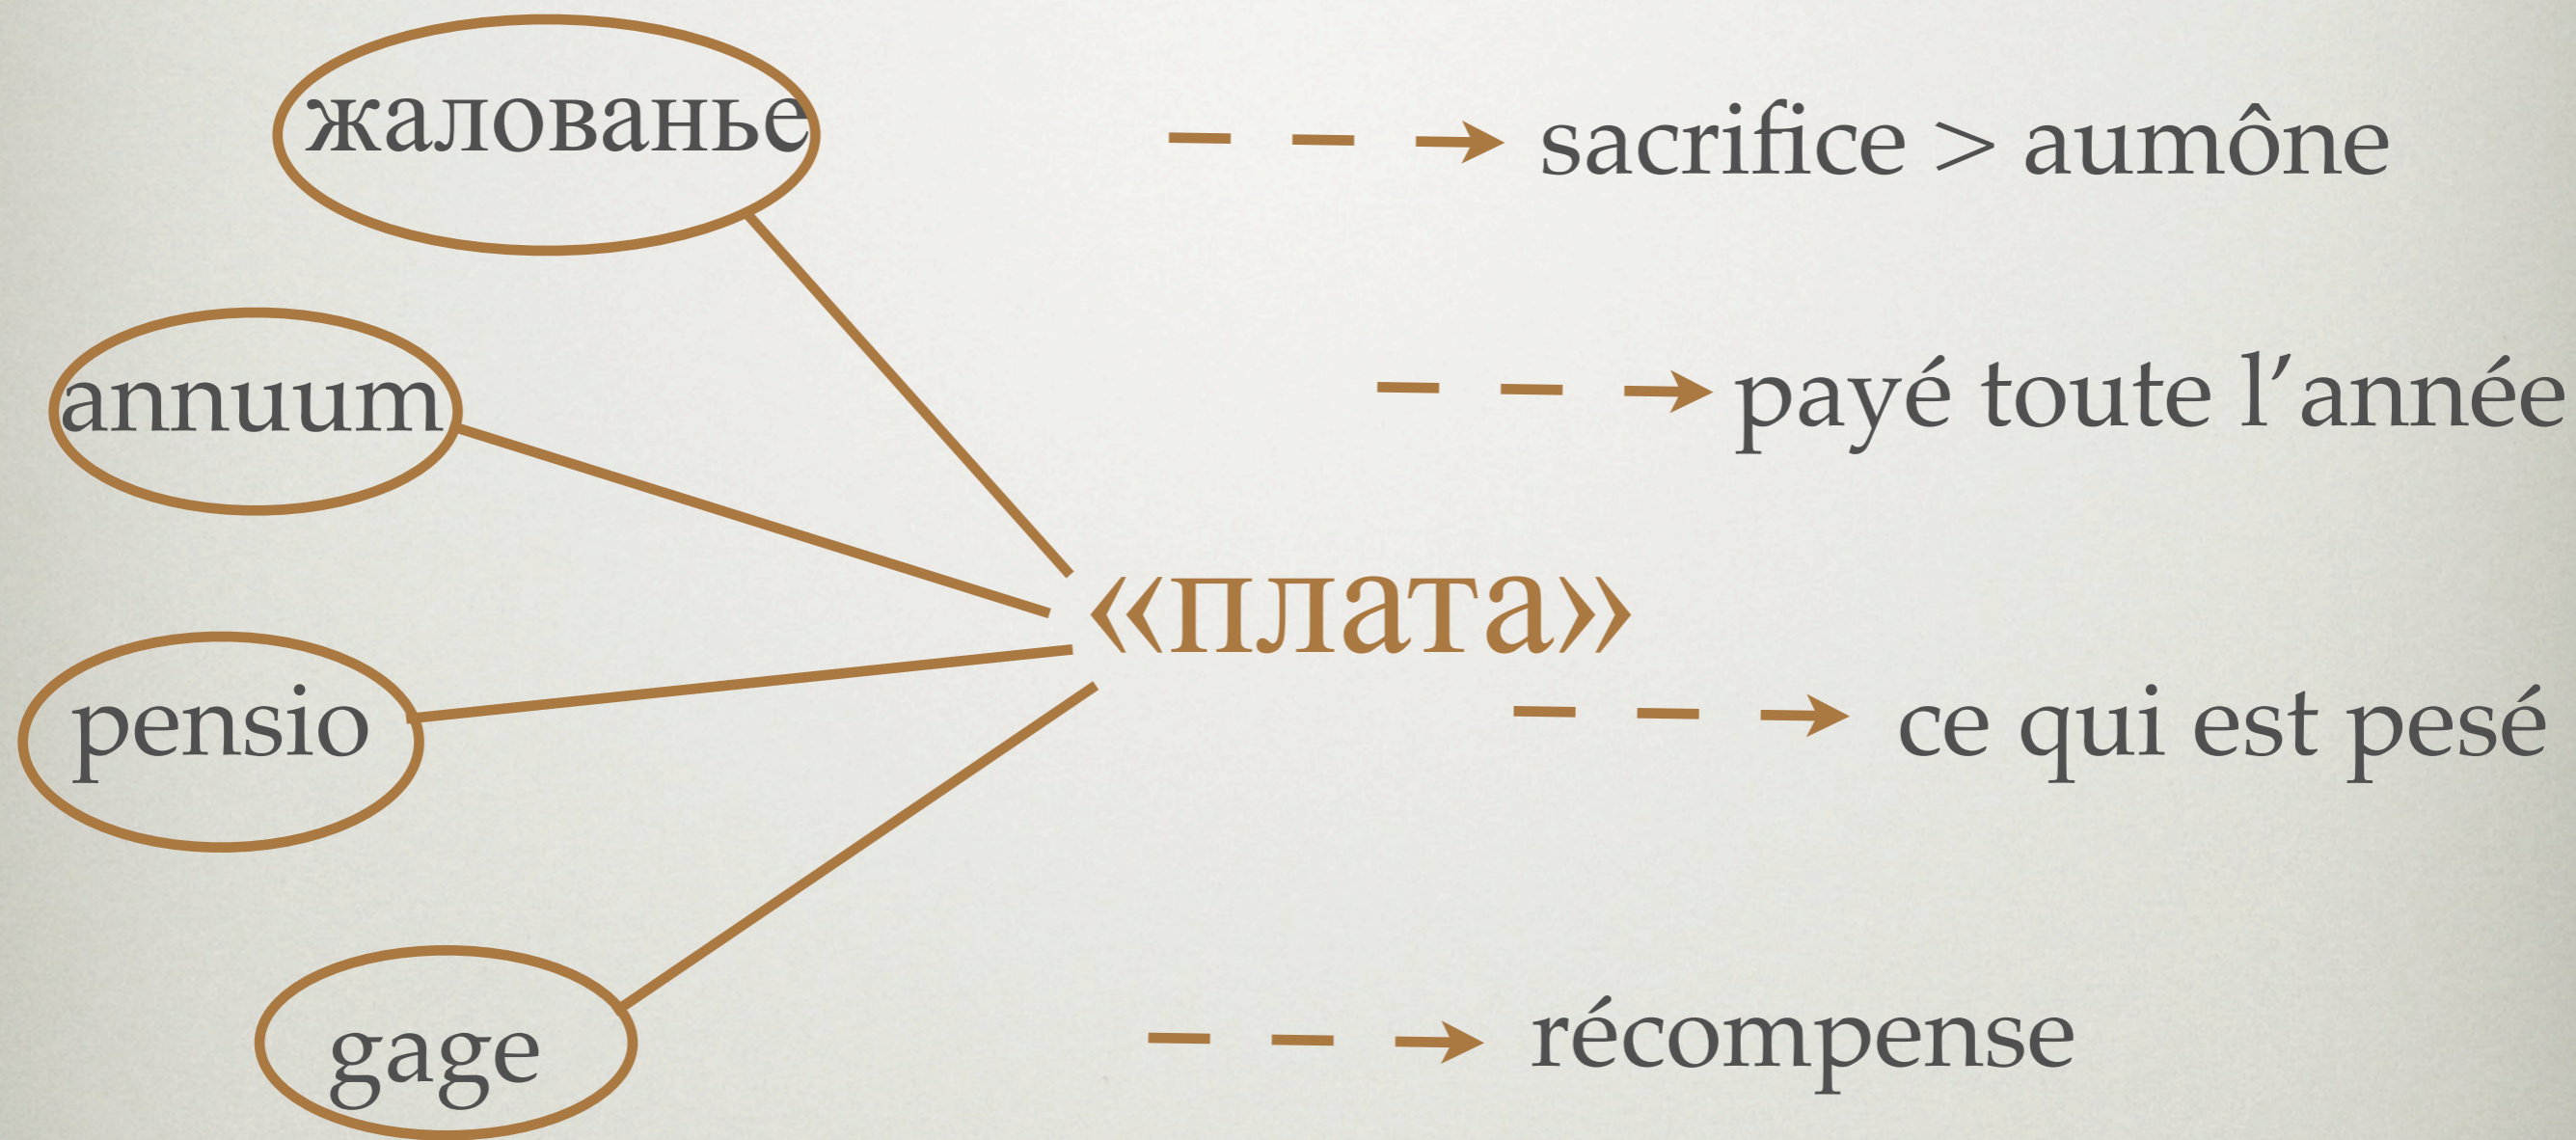 жалованье
sacrifice > aumône
annuum
payé toute l’année
«плата»
pensio
ce qui est pesé
gage
récompense